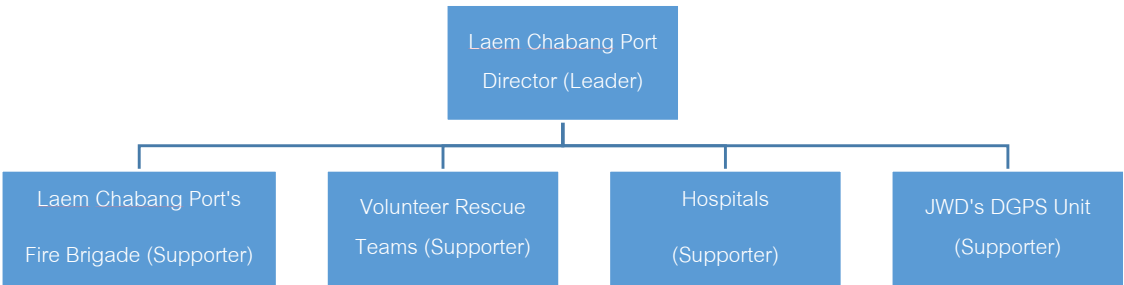 Laem Chabang Port
Director (Leader)
Laem Chabang Port's
Fire Brigade (Supporter)
Volunteer Rescue
Teams (Supporter)
Hospitals
(Supporter)
JWD's DGPS Unit
(Supporter)